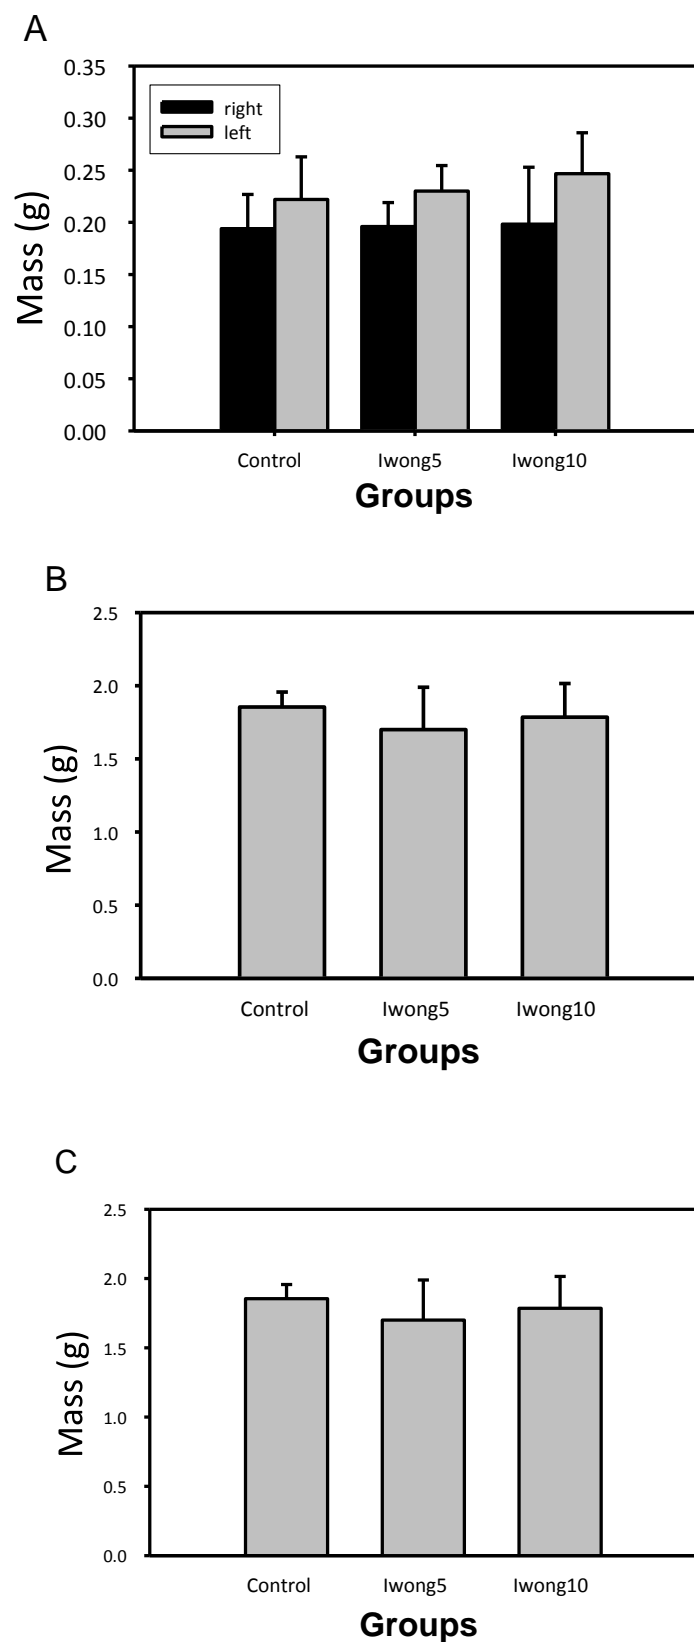 A
0.35
0.30
0.25
0.20
0.15
0.10
0.05
0.00
Mass (g)
right
left
Control Iwong5 Iwong10
Groups
B
2.5
2.0
1.5
1.0
0.5
0.0
Mass (g)
Control Iwong5 Iwong10
Groups
C
2.5
2.0
1.5
1.0
0.5
0.0
Mass (g)
Control Iwong5 Iwong10
Groups